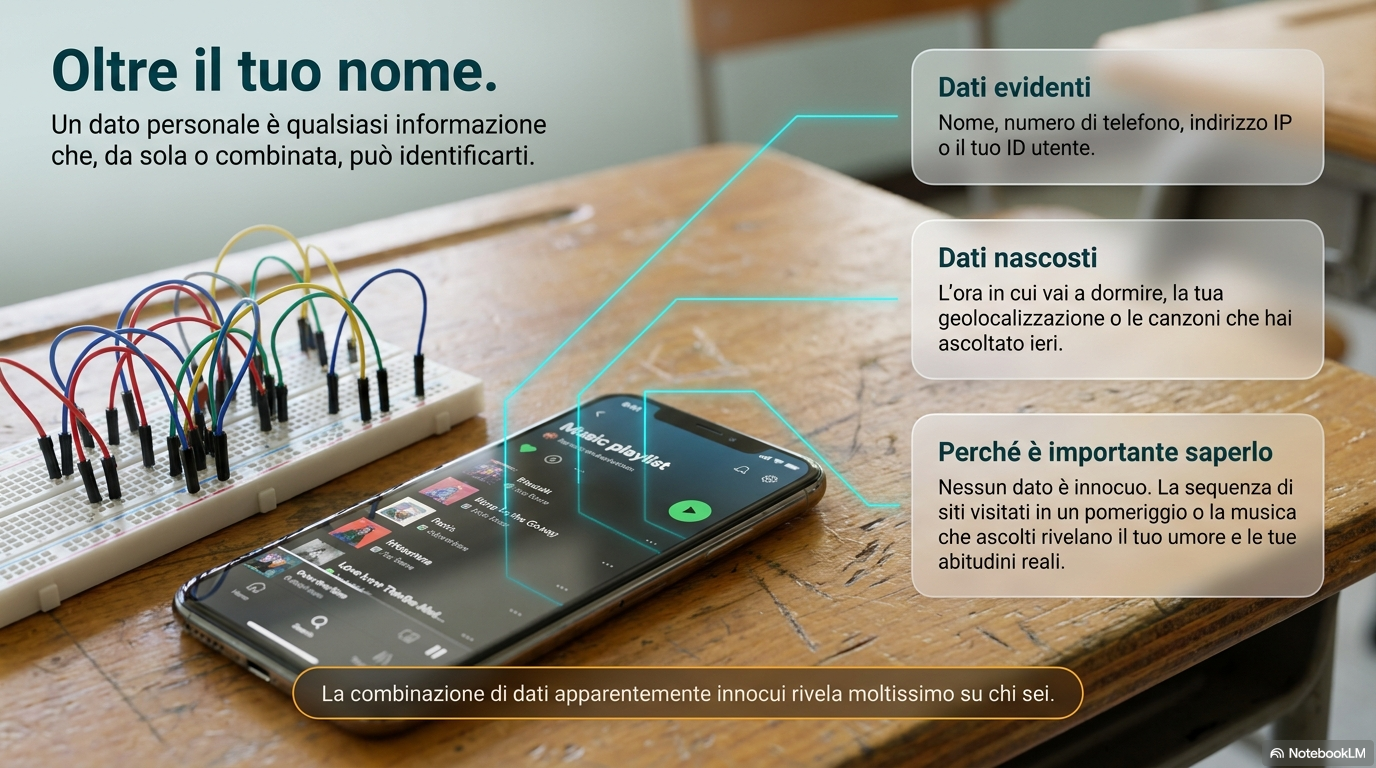 Oltre il tuo nome.
Un dato personale è qualsiasi informazione
che, da sola o combinata, può identificarti.
Dati evidenti
Nome, numero di telefono, indirizzo IP
o il tuo ID utente.
Dati nascosti
L'ora in cui vai a dormire, la tua
geolocalizzazione o le canzoni che hai
ascoltato ieri.
Perché è importante saperlo
Nessun dato è innocuo. La sequenza di
siti visitati in un pomeriggio o la musica
che ascolti rivelano il tuo umore e le tue
abitudini reali.
Music playlist
Home
Search
La combinazione di dati apparentemente innocui rivela moltissimo su chi sei.
NotebookLM